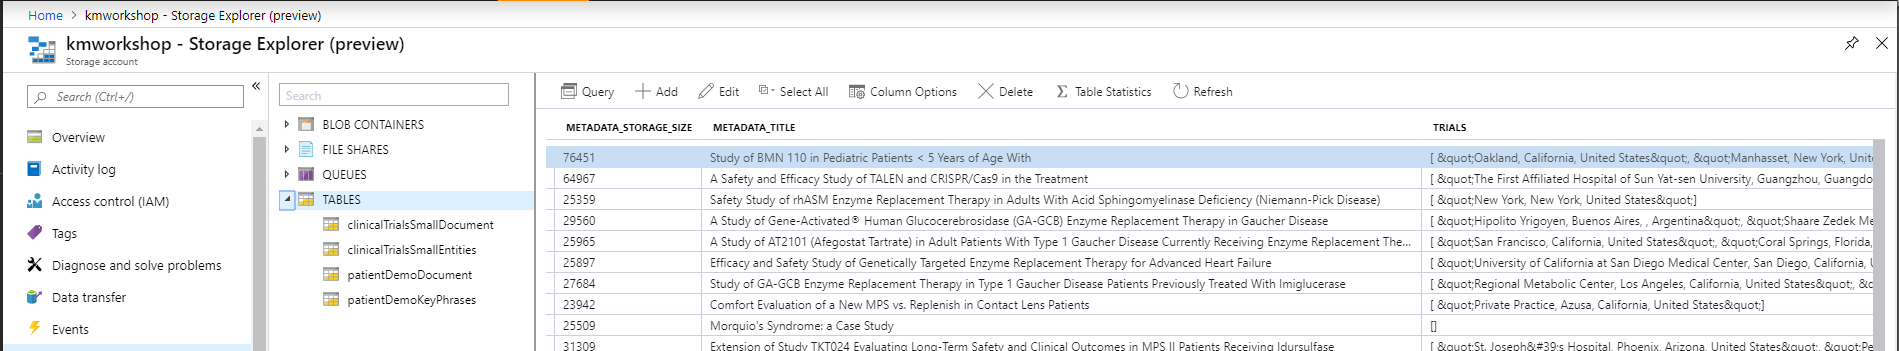 Home > kmworkshop - Storage Explorer (preview)
kmworkshop - Storage Explorer (preview)
Storage account
Search (Ctrl+/)
«
Overview
Activity log
Access control (IAM)
Tags
Diagnose and solve problems
Data transfer
Events
Search
BLOB CONTAINERS
FILE SHARES
QUEUES
TABLES
clinicalTrialsSmallDocument
clinicalTrialsSmallEntities
patientDemoDocument
patientDemoKeyPhrases
Query Add Edit Select All Column Options Delete Table Statistics Refresh
METADATA_STORAGE_SIZE METADATA_TITLE TRIALS
76451 Study of BMN 110 in Pediatric Patients < 5 Years of Age With [ &quot;Oakland, California, United States&quot;, &quot;Manhasset, New York, Unit
64967 A Safety and Efficacy Study of TALEN and CRISPR/Cas9 in the Treatment [ &quot;The First Affiliated Hospital of Sun Yat-sen University, Guangzhou, Guangdo
25359 Safety Study of rhASM Enzyme Replacement Therapy in Adults With Acid Sphingomyelinase Deficiency (Niemann-Pick Disease) [ &quot;New York, New York, United States&quot;]
29560 A Study of Gene-Activated® Human Glucocerebrosidase (GA-GCB) Enzyme Replacement Therapy in Gaucher Disease [ &quot;Hipolito Yrigoyen, Buenos Aires, , Argentina&quot;, &quot;Shaare Zedek Me
25965 A Study of AT2101 (Afegostat Tartrate) in Adult Patients With Type 1 Gaucher Disease Currently Receiving Enzyme Replacement The... [ &quot;San Francisco, California, United States&quot;, &quot;Coral Springs, Florida,
25897 Efficacy and Safety Study of Genetically Targeted Enzyme Replacement Therapy for Advanced Heart Failure [ &quot;University of California at San Diego Medical Center, San Diego, California, U
27684 Study of GA-GCB Enzyme Replacement Therapy in Type 1 Gaucher Disease Patients Previously Treated With Imiglucerase [ &quot;Regional Metabolic Center, Los Angeles, California, United States&quot;, &qu
23942 Comfort Evaluation of a New MPS vs. Replenish in Contact Lens Patients [ &quot;Private Practice, Azusa, California, United States&quot;]
25509 Morquio's Syndrome: a Case Study []
31309 Extension of Study TKT024 Evaluating Long-Term Safety and Clinical Outcomes in MPS II Patients Receiving Idursulfase [ &quot;St. Joseph&#39;s Hospital, Phoenix, Arizona, United States&quot;, &quot;Pe